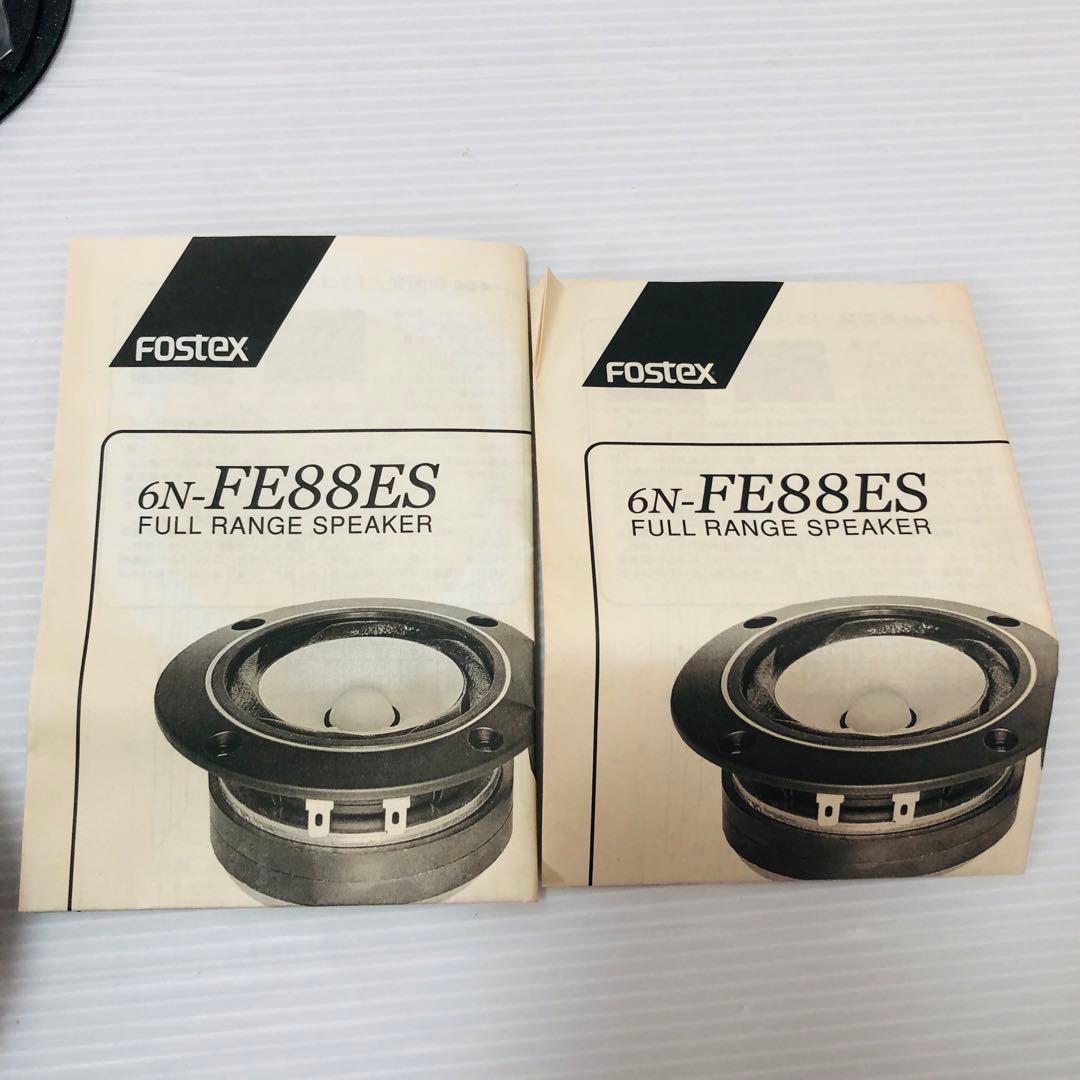 Fostex
6N-FE88ES
FULL RANGE SPEAKER
Fostex
6N-FE88ES
FULL RANGE SPEAKER